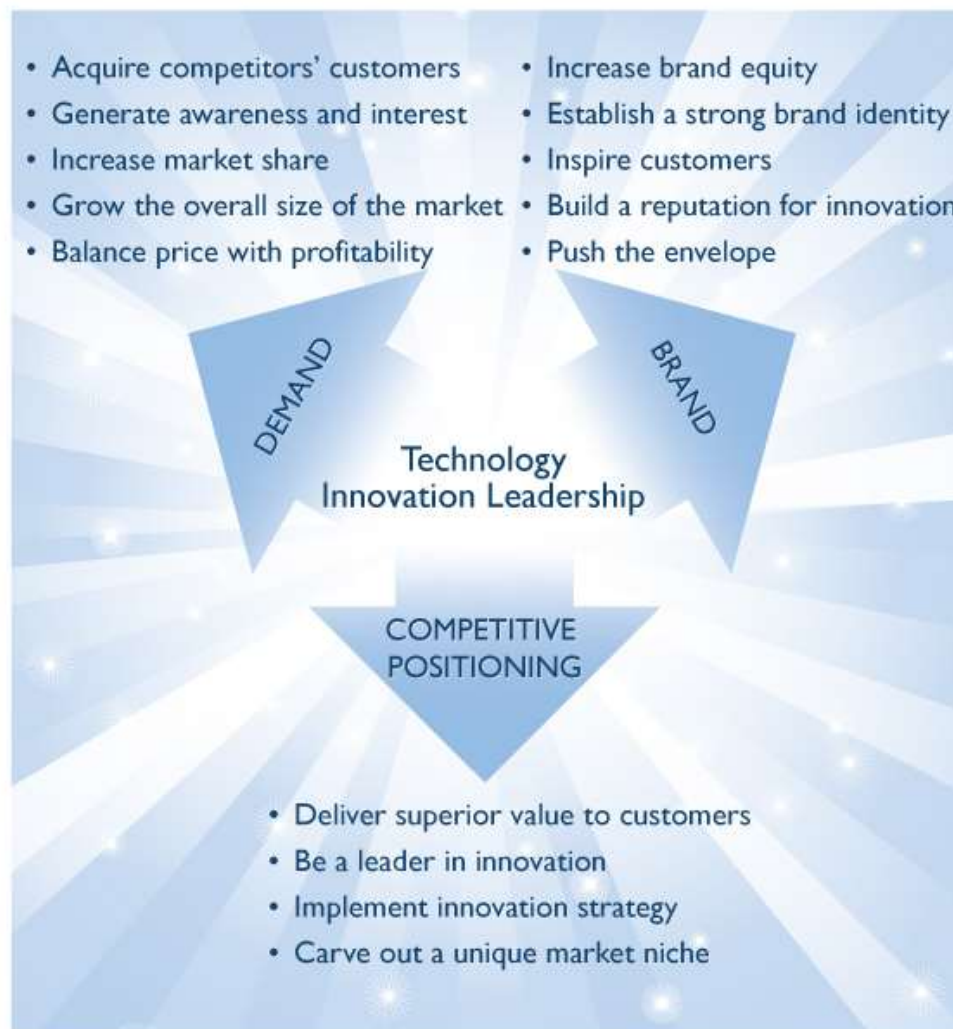 • Acquire competitors’ customers
• Generate awareness and interest
• Increase market share
• Grow the overall size of the market
• Balance price with profitability
• Increase brand equity
• Establish a strong brand identity
• Inspire customers
• Build a reputation for innovation
• Push the envelope
DEMAND
BRAND
Technology
Innovation Leadership
COMPETITIVE
POSITIONING
• Deliver superior value to customers
• Be a leader in innovation
• Implement innovation strategy
• Carve out a unique market niche